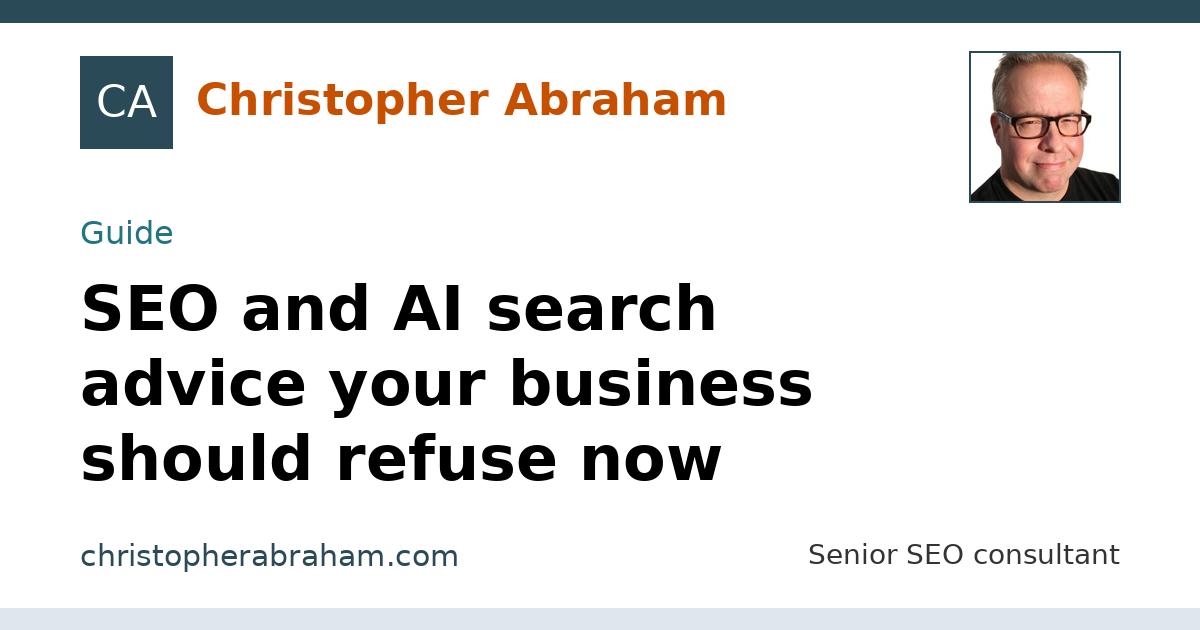 CA
Christopher Abraham
Guide
SEO and AI search
advice your business
should refuse now
christopherabraham.com
Senior SEO consultant